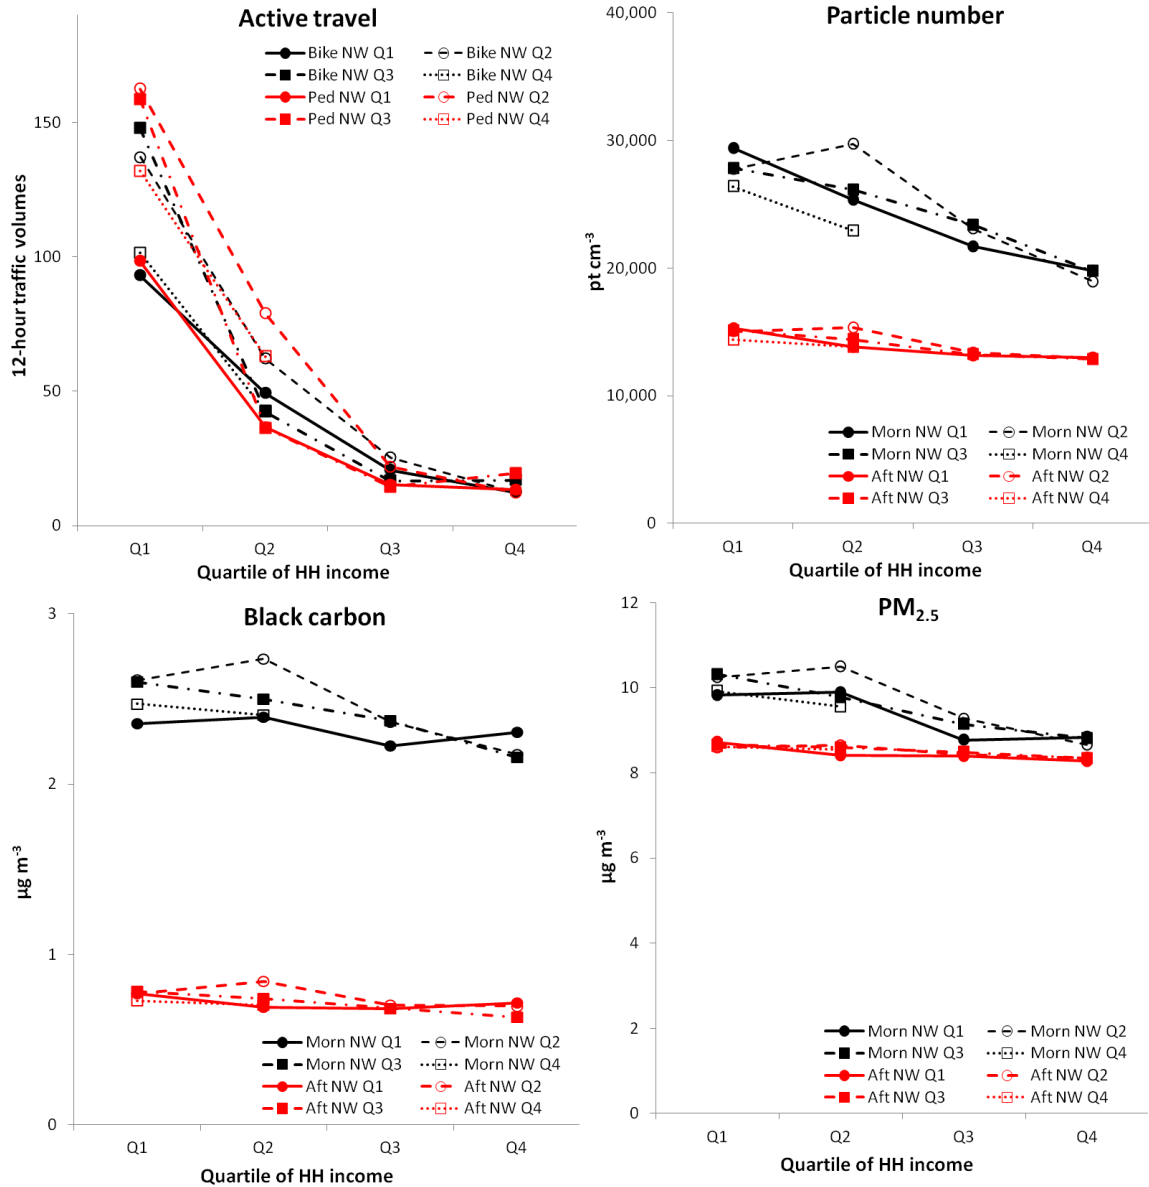 Active travel
Bike NW Q1
Bike NW Q2
Bike NW Q3
Bike NW Q4
Ped NW Q1
Ped NW Q2
Ped NW Q3
Ped NW Q4
150
100
50
0
12-hour traffic volumes
Q1 Q2 Q3 Q4
Quartile of HH income
Particle number
40,000
30,000
20,000
10,000
0
pt cm-3
Morn NW Q1
Morn NW Q2
Morn NW Q3
Morn NW Q4
Aft NW Q1
Aft NW Q2
Aft NW Q3
Aft NW Q4
Q1 Q2 Q3 Q4
Quartile of HH income
Black carbon
3
2
1
0
µg m-3
Morn NW Q1
Morn NW Q2
Morn NW Q3
Morn NW Q4
Aft NW Q1
Aft NW Q2
Aft NW Q3
Aft NW Q4
Q1 Q2 Q3 Q4
Quartile of HH income
PM2.5
12
10
8
6
4
2
0
µg m-3
Morn NW Q1
Morn NW Q2
Morn NW Q3
Morn NW Q4
Aft NW Q1
Aft NW Q2
Aft NW Q3
Aft NW Q4
Q1 Q2 Q3 Q4
Quartile of HH income